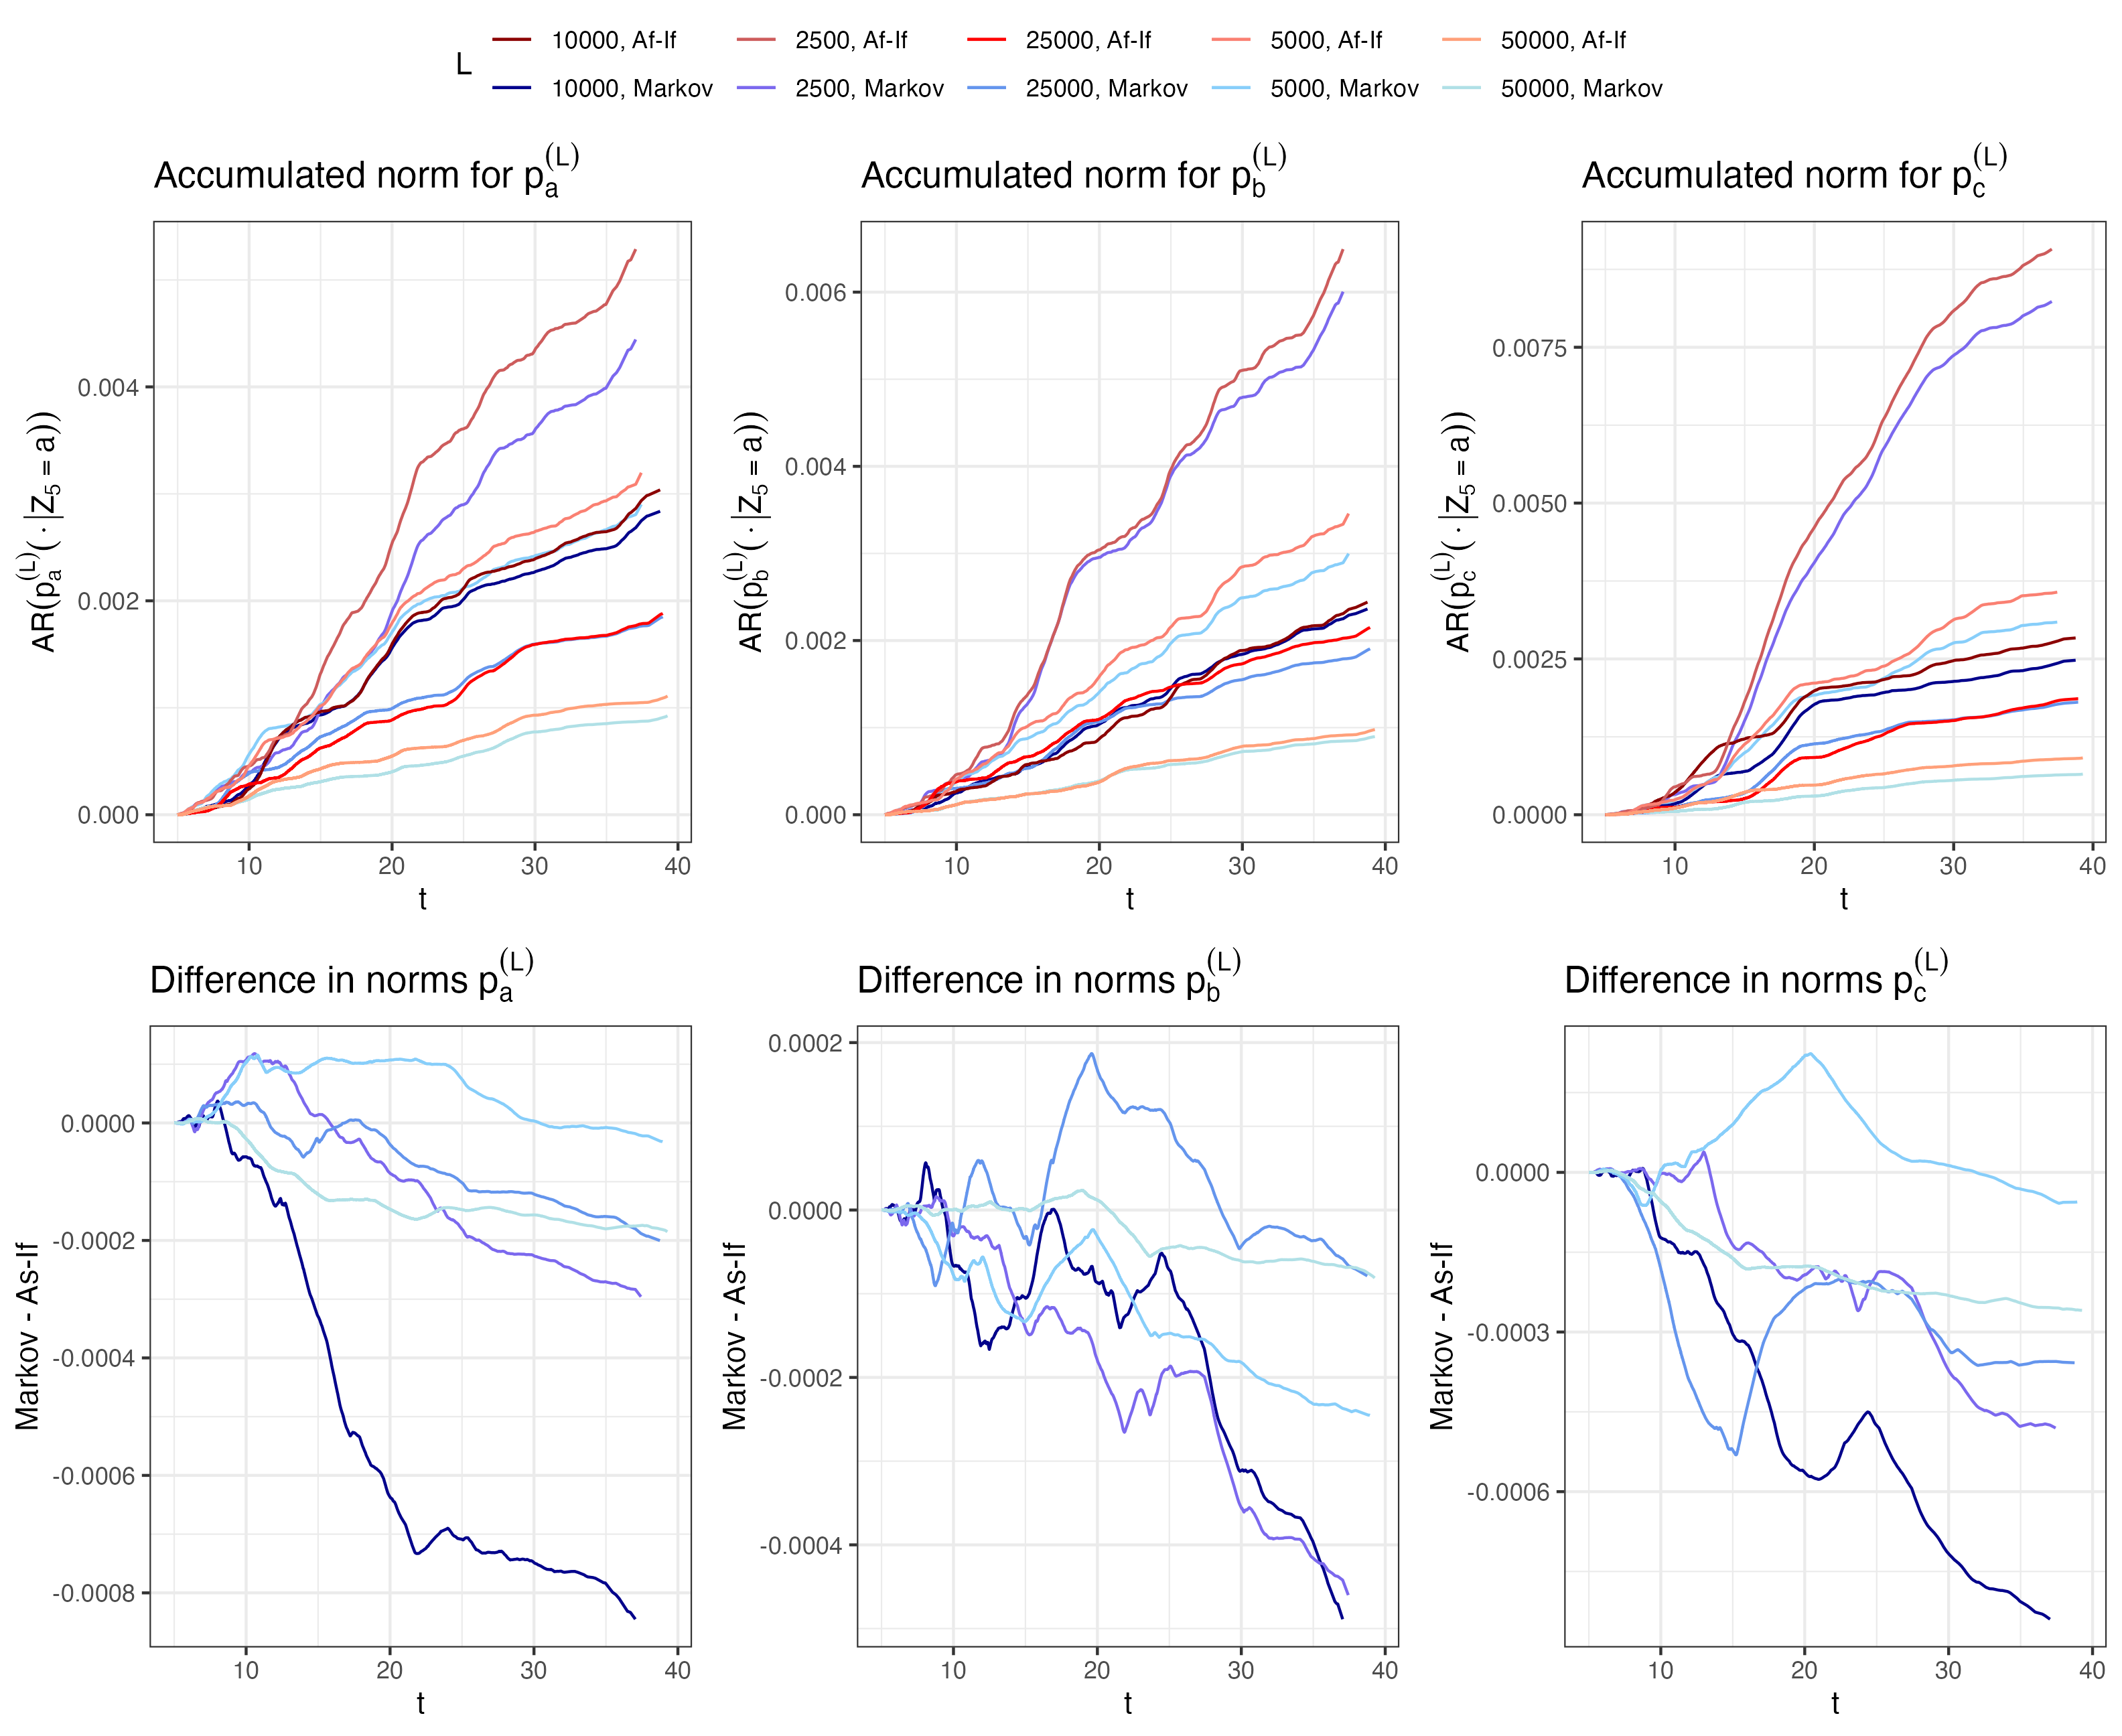 L
10000, Af-If 2500, Af-If 25000, Af-If 5000, Af-If 50000, Af-If
10000, Markov 2500, Markov 25000, Markov 5000, Markov 50000, Markov
Accumulated norm for p_a^(L)
Accumulated norm for p_b^(L)
Accumulated norm for p_c^(L)
AR(p_a^(L)( · |Z_5 = a))
0.004
0.002
0.000
10 20 30 40
t
AR(p_b^(L)( · |Z_5 = a))
0.006
0.004
0.002
0.000
10 20 30 40
t
AR(p_c^(L)( · |Z_5 = a))
0.0075
0.0050
0.0025
0.0000
10 20 30 40
t
Difference in norms p_a^(L)
Difference in norms p_b^(L)
Difference in norms p_c^(L)
Markov - As-If
0.0000
-0.0002
-0.0004
-0.0006
-0.0008
10 20 30 40
t
Markov - As-If
0.0002
0.0000
-0.0002
-0.0004
10 20 30 40
t
Markov - As-If
0.0000
-0.0003
-0.0006
10 20 30 40
t